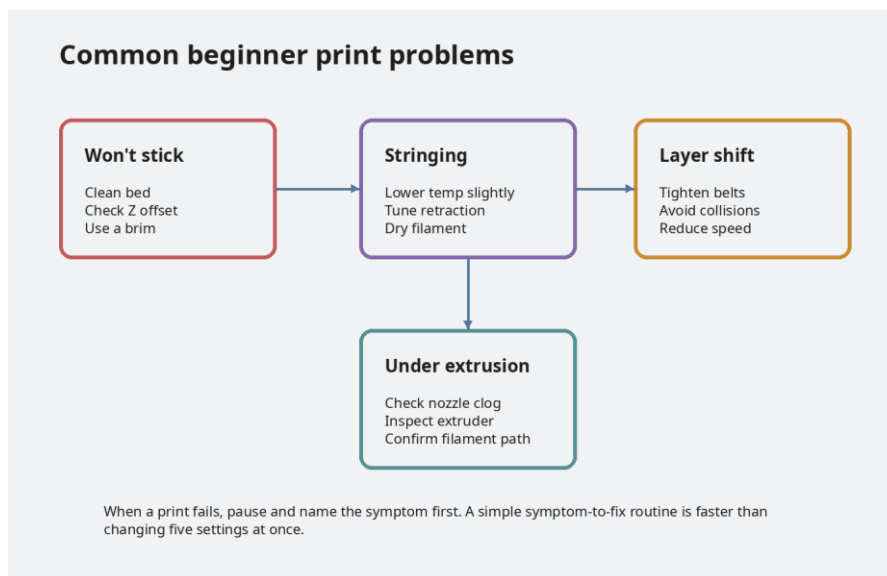 Common beginner print problems
Won't stick
Clean bed
Check Z offset
Use a brim
Stringing
Lower temp slightly
Tune retraction
Dry filament
Layer shift
Tighten belts
Avoid collisions
Reduce speed
Under extrusion
Check nozzle clog
Inspect extruder
Confirm filament path
When a print fails, pause and name the symptom first. A simple symptom-to-fix routine is faster than
changing five settings at once.